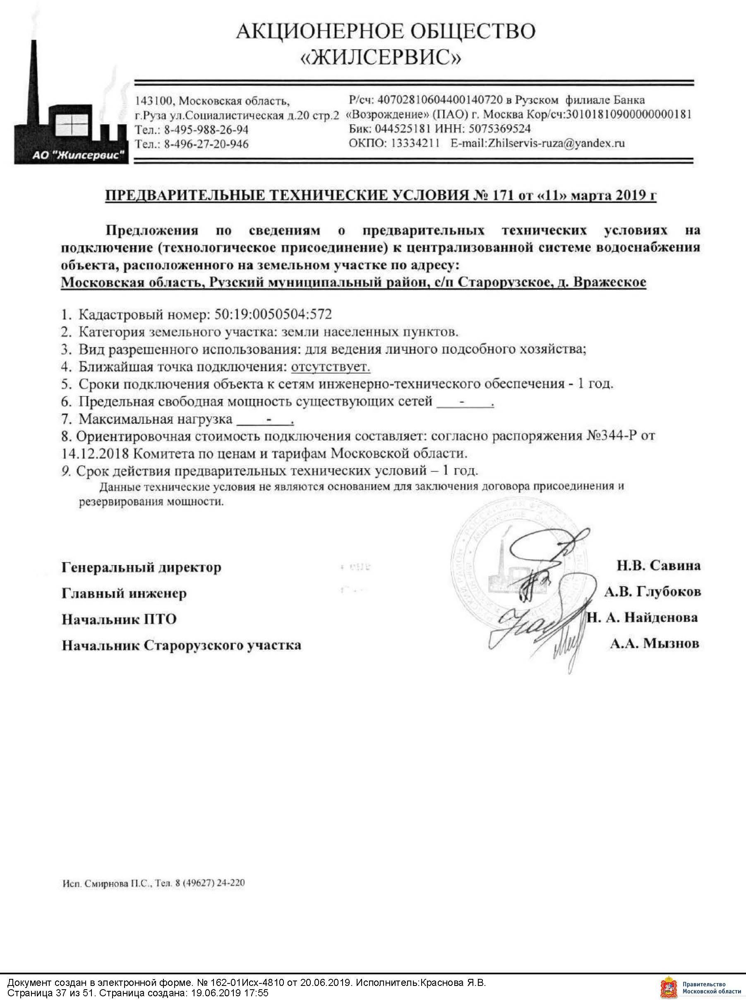 АКЦИОНЕРНОЕ ОБЩЕСТВО
«ЖИЛСЕРВИС»
АО "Жилсервис"
143100, Московская область,
г.Руза ул.Социалистическая д.20 стр.2
Тел.: 8-495-988-26-94
Тел.: 8-496-27-20-946
Р/сч: 40702810604400140720 в Рузском филиале Банка
«Возрождение» (ПАО) г. Москва Кор/сч:30101810900000000181
Бик: 044525181 ИНН: 5075369524
ОКПО: 13334211 E-mail:Zhilservis-ruza@yandex.ru
ПРЕДВАРИТЕЛЬНЫЕ ТЕХНИЧЕСКИЕ УСЛОВИЯ № 171 от «11» марта 2019 г
Предложения по сведениям о предварительных технических условиях на
подключение (технологическое присоединение) к централизованной системе водоснабжения
объекта, расположенного на земельном участке по адресу:
Московская область, Рузский муниципальный район, с/п Старорузское, д. Вражеское
1. Кадастровый номер: 50:19:0050504:572
2. Категория земельного участка: земли населенных пунктов.
3. Вид разрешенного использования: для ведения личного подсобного хозяйства;
4. Ближайшая точка подключения: отсутствует.
5. Сроки подключения объекта к сетям инженерно-технического обеспечения - 1 год.
6. Предельная свободная мощность существующих сетей ___-___.
7. Максимальная нагрузка ____-___.
8. Ориентировочная стоимость подключения составляет: согласно распоряжения №344-Р от
14.12.2018 Комитета по ценам и тарифам Московской области.
9. Срок действия предварительных технических условий – 1 год.
Данные технические условия не являются основанием для заключения договора присоединения и
резервирования мощности.
Генеральный директор Н.В. Савина
Главный инженер А.В. Глубоков
Начальник ПТО Н. А. Найденова
Начальник Старорузского участка А.А. Мызнов
Исп. Смирнова П.С., Тел. 8 (49627) 24-220
Документ создан в электронной форме. № 162-01Исх-4810 от 20.06.2019. Исполнитель:Краснова Я.В.
Страница 37 из 51. Страница создана: 19.06.2019 17:55
Правительство
Московской области